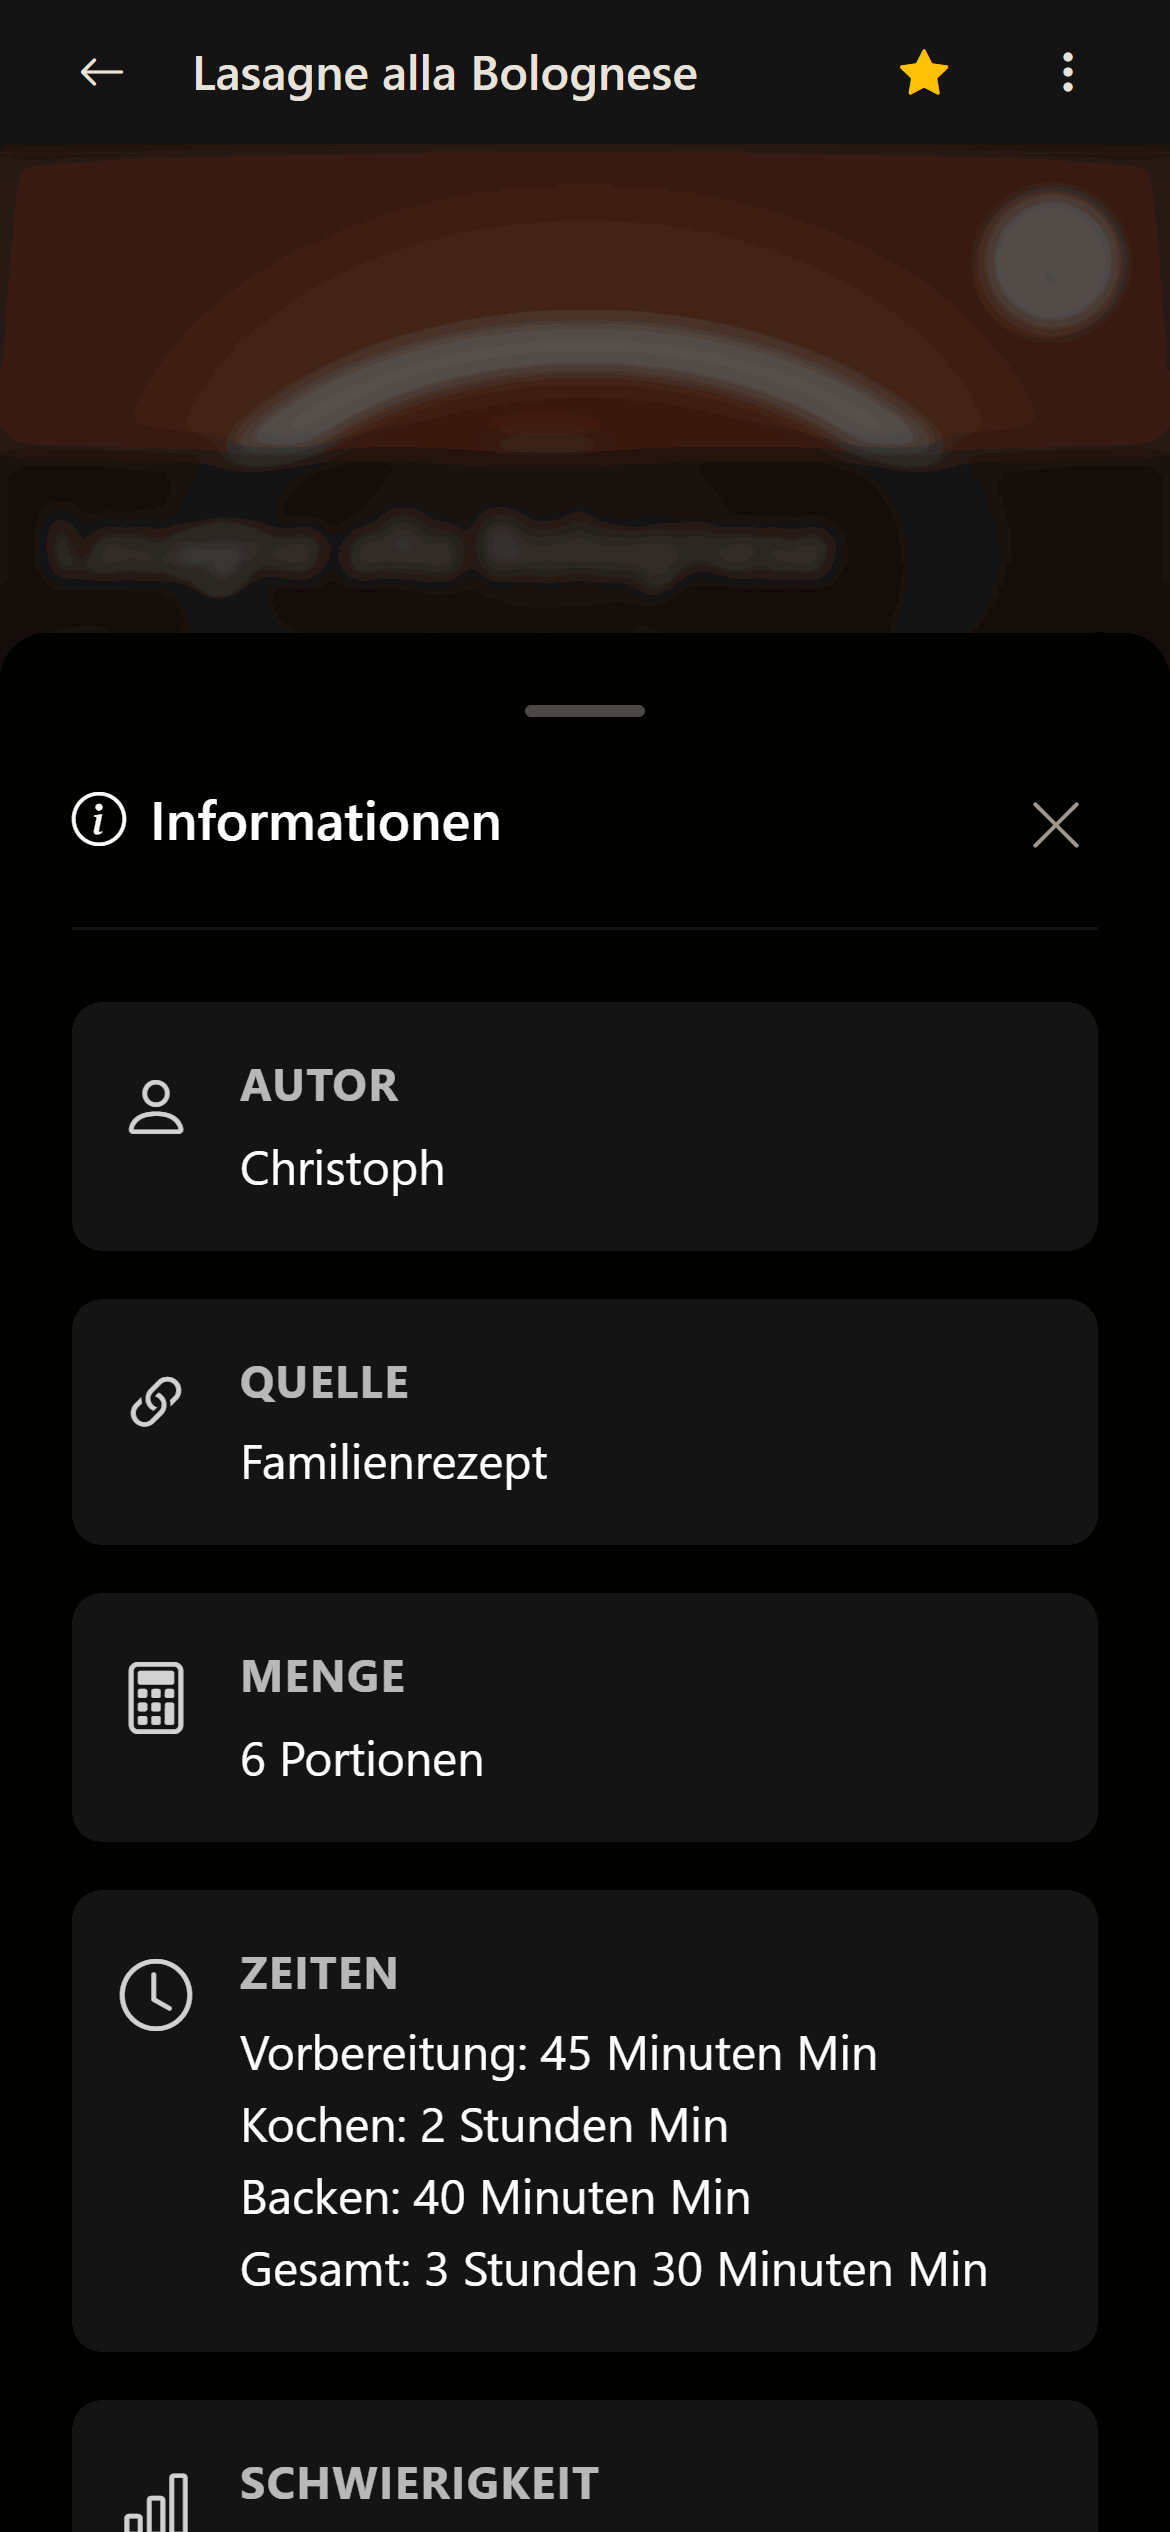 Lasagne alla Bolognese
Informationen
AUTOR
Christoph
QUELLE
Familienrezept
MENGE
6 Portionen
ZEITEN
Vorbereitung: 45 Minuten Min
Kochen: 2 Stunden Min
Backen: 40 Minuten Min
Gesamt: 3 Stunden 30 Minuten Min
SCHWIERIGKEIT